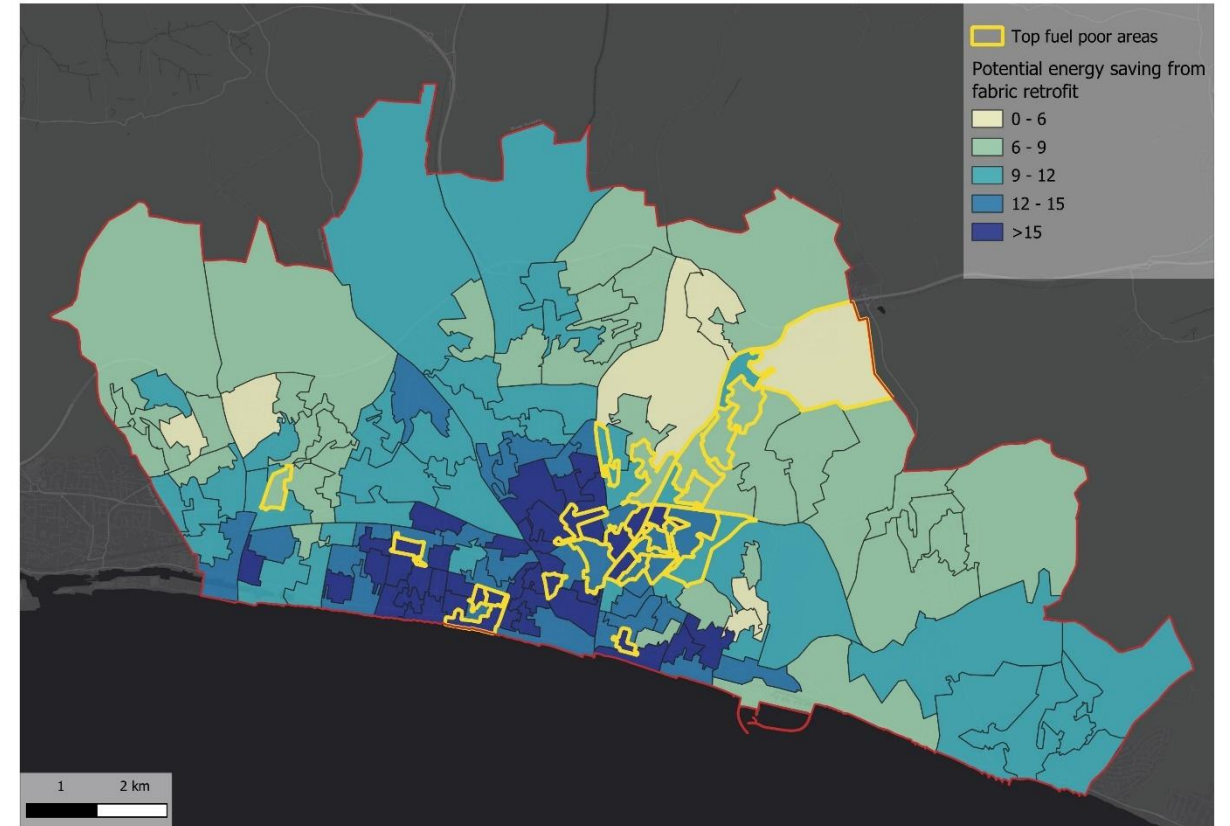 Top fuel poor areas
Potential energy saving from
fabric retrofit
0 - 6
6 - 9
9 - 12
12 - 15
>15
1 2 km